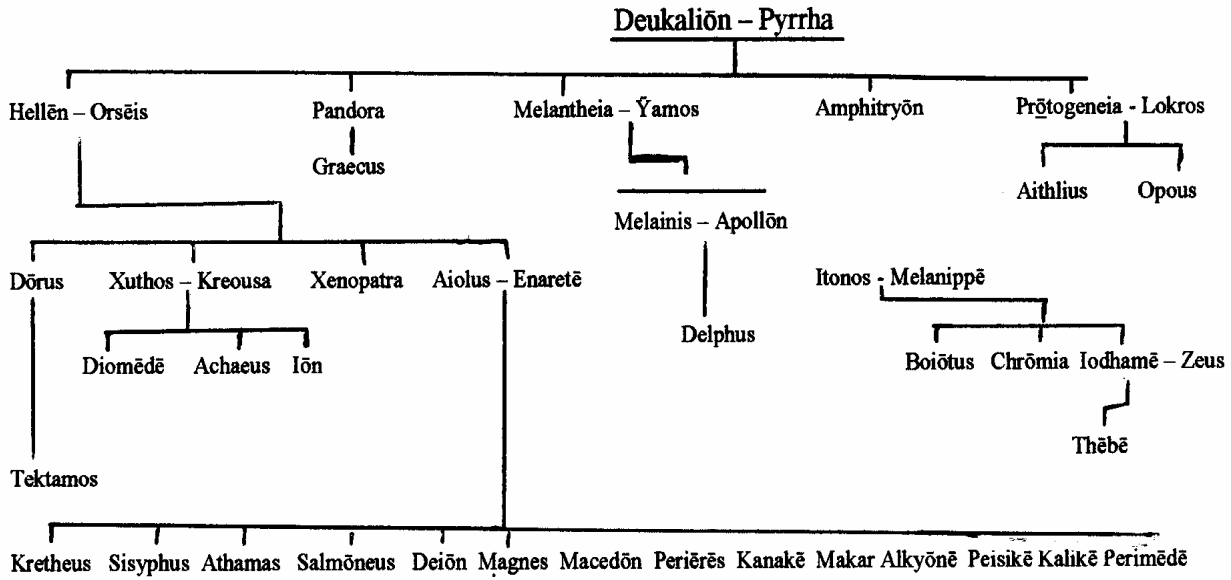 Deukaliōn – Pyrrha
Hellēn – Orsēis Pandora Melantheia – Ỹamos Amphitryōn Prōtogeneia - Lokros
Graecus
Aithlius Opous
Melainis – Apollōn
Dōrus Xuthos – Kreousa Xenopatra Aiolus – Enaretē Itonos - Melanippē
Delphus
Diomēdē Achaeus Iōn Boiōtus Chrōmia Iodhamē – Zeus
Thēbē
Tektamos
Kretheus Sisyphus Athamas Salmōneus Deiōn Magnes Macedōn Periērēs Kanakē Makar Alkyōnē Peisikē Kalikē Perimēdē